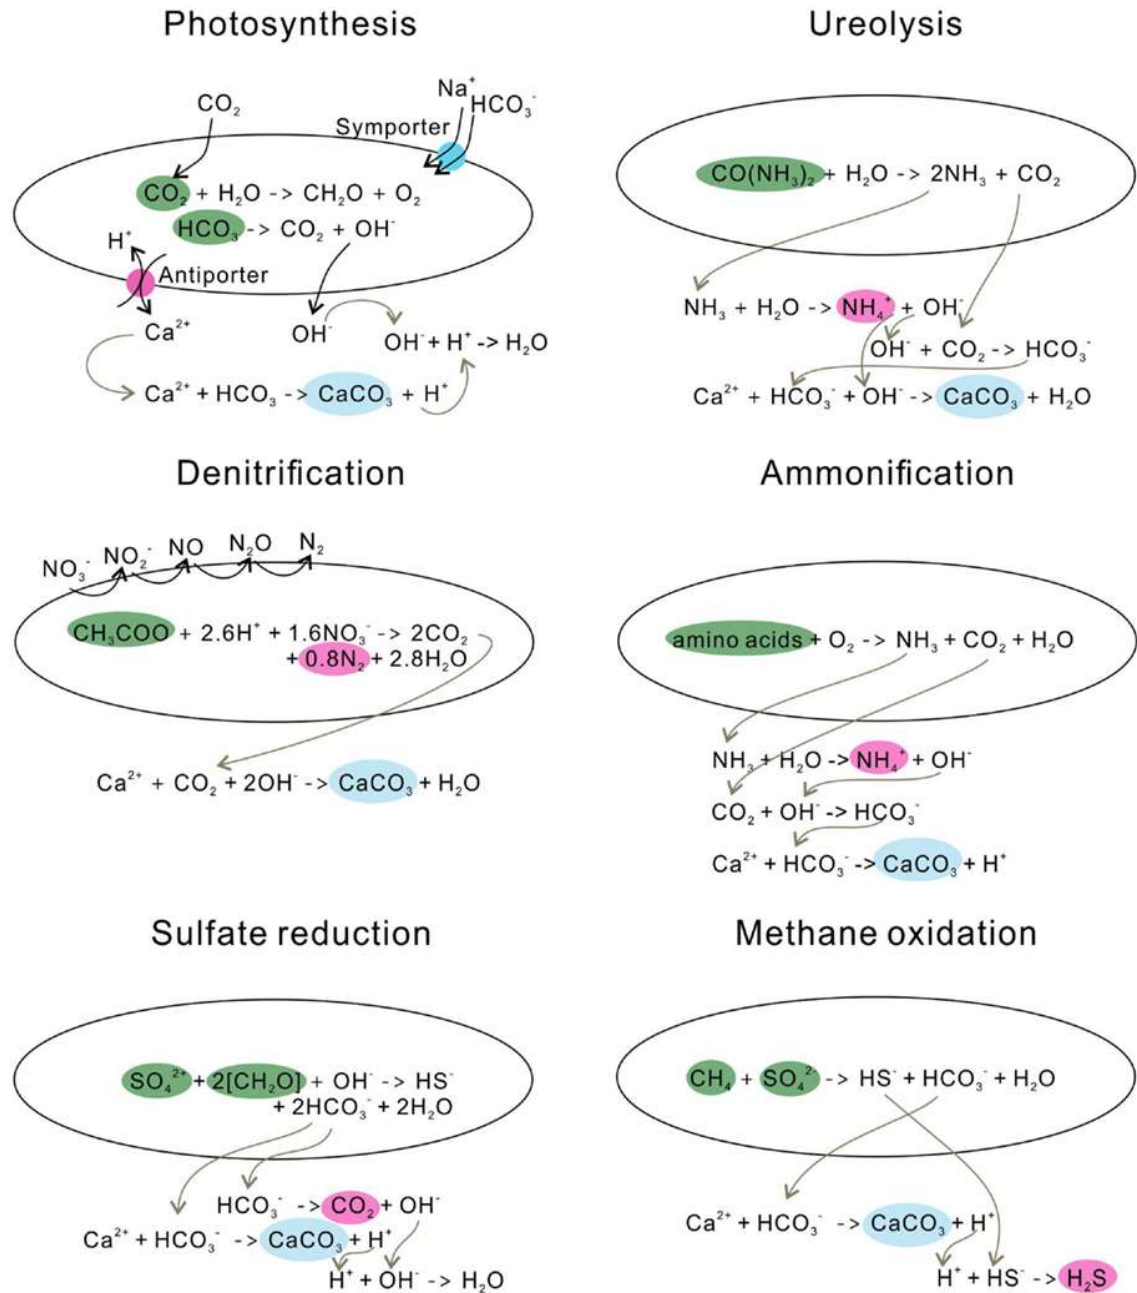 Photosynthesis
CO₂
Na⁺
HCO₃⁻
Symporter
CO₂ + H₂O -> CH₂O + O₂
HCO₃ -> CO₂ + OH⁻
H⁺
Antiporter
Ca²⁺
OH⁻
OH⁻ + H⁺ -> H₂O
Ca²⁺ + HCO₃ -> CaCO₃ + H⁺
Ureolysis
CO(NH₃)₂ + H₂O -> 2NH₃ + CO₂
NH₃ + H₂O -> NH₄⁺ + OH⁻
OH⁻ + CO₂ -> HCO₃⁻
Ca²⁺ + HCO₃⁻ + OH⁻ -> CaCO₃ + H₂O
Denitrification
NO₃⁻
NO₂⁻
NO
N₂O
N₂
CH₃COO + 2.6H⁺ + 1.6NO₃⁻ -> 2CO₂
+ 0.8N₂ + 2.8H₂O
Ca²⁺ + CO₂ + 2OH⁻ -> CaCO₃ + H₂O
Ammonification
amino acids + O₂ -> NH₃ + CO₂ + H₂O
NH₃ + H₂O -> NH₄⁺ + OH⁻
CO₂ + OH⁻ -> HCO₃⁻
Ca²⁺ + HCO₃⁻ -> CaCO₃ + H⁺
Sulfate reduction
SO₄²⁺ + 2[CH₂O] + OH⁻ -> HS⁻
+ 2HCO₃⁻ + 2H₂O
HCO₃⁻ -> CO₂ + OH⁻
Ca²⁺ + HCO₃⁻ -> CaCO₃ + H⁺
H⁺ + OH⁻ -> H₂O
Methane oxidation
CH₄ + SO₄²⁻ -> HS⁻ + HCO₃⁻ + H₂O
Ca²⁺ + HCO₃⁻ -> CaCO₃ + H⁺
H⁺ + HS⁻ -> H₂S